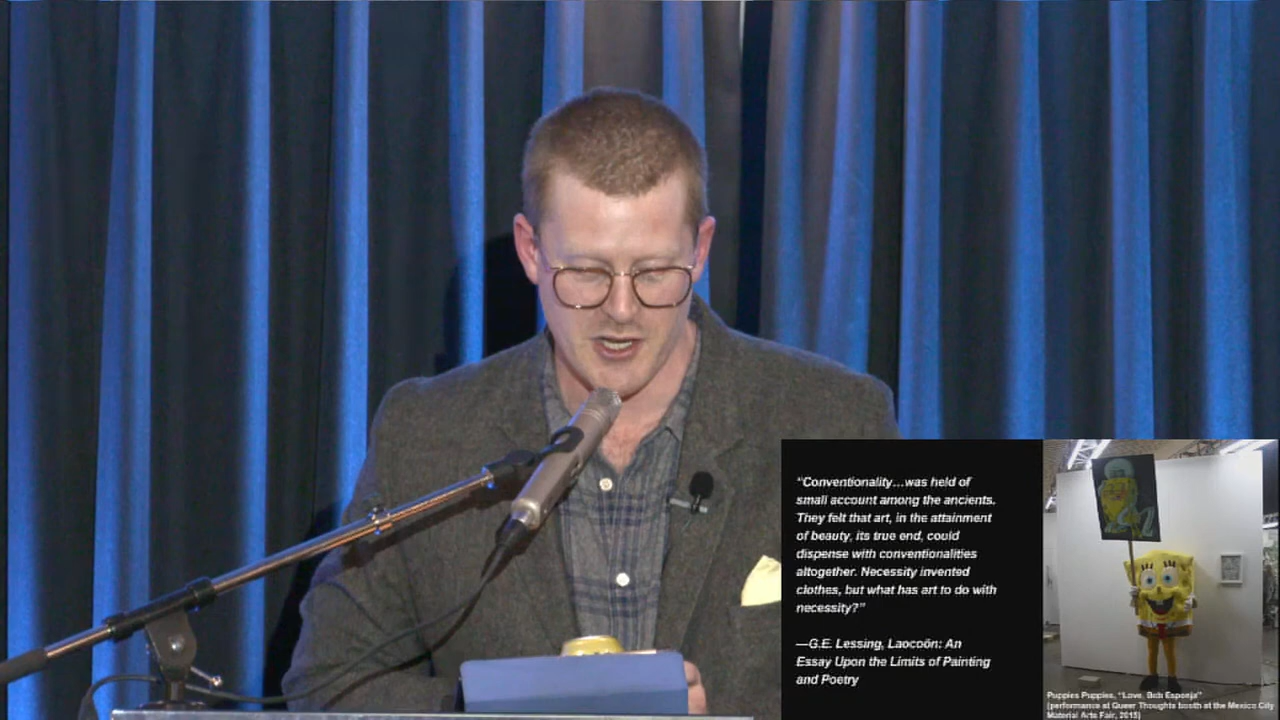 “Conventionality...was held of
small account among the ancients.
They felt that art, in the attainment
of beauty, its true end, could
dispense with conventionalities
altogether. Necessity invented
clothes, but what has art to do with
necessity?”
—G.E. Lessing, Laocoön: An
Essay Upon the Limits of Painting
and Poetry
Puppies Puppies, “Love, Bob Esponja”
(performance at Queer Thoughts booth at the Mexico City
Material Arts Fair, 2015)